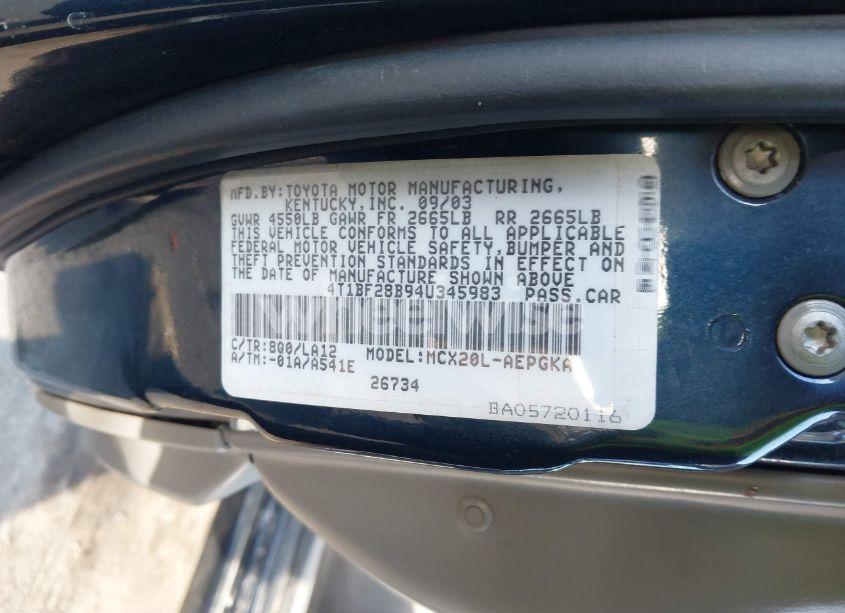 MFD.BY:TOYOTA MOTOR MANUFACTURING,
KENTUCKY,INC. 09/03
GVWR 4550LB GAWR FR 2665LB RR 2665LB
THIS VEHICLE CONFORMS TO ALL APPLICABLE
FEDERAL MOTOR VEHICLE SAFETY,BUMPER AND
THEFT PREVENTION STANDARDS IN EFFECT ON
THE DATE OF MANUFACTURE SHOWN ABOVE
4T1BF28B94U345983 PASS.CAR
C/TR:8Q0/LA12 MODEL:MCX20L-AEPGKA
A/TM:-01A/A541E
26734
BA05720116